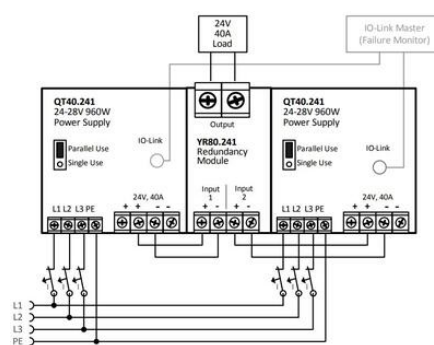 24V
40A
Load
IO-Link Master
(Failure Monitor)
QT40.241
24-28V 960W
Power Supply
IO-Link
Parallel Use
Single Use
24V, 40A
L1 L2 L3 PE
+ + - -
Output
YR80.241
Redundancy
Module
Input
1
Input
2
+ - + -
QT40.241
24-28V 960W
Power Supply
IO-Link
Parallel Use
Single Use
24V, 40A
L1 L2 L3 PE
+ + - -
I I I
I I I
L1
L2
L3
PE